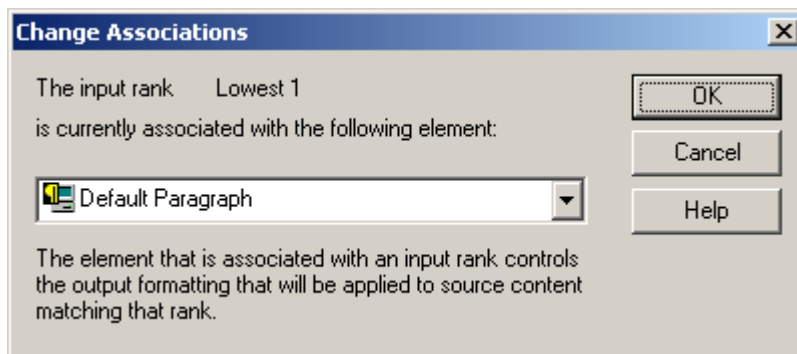 Change Associations
The input rank Lowest 1
is currently associated with the following element:
Default Paragraph
The element that is associated with an input rank controls
the output formatting that will be applied to source content
matching that rank.
OK
Cancel
Help